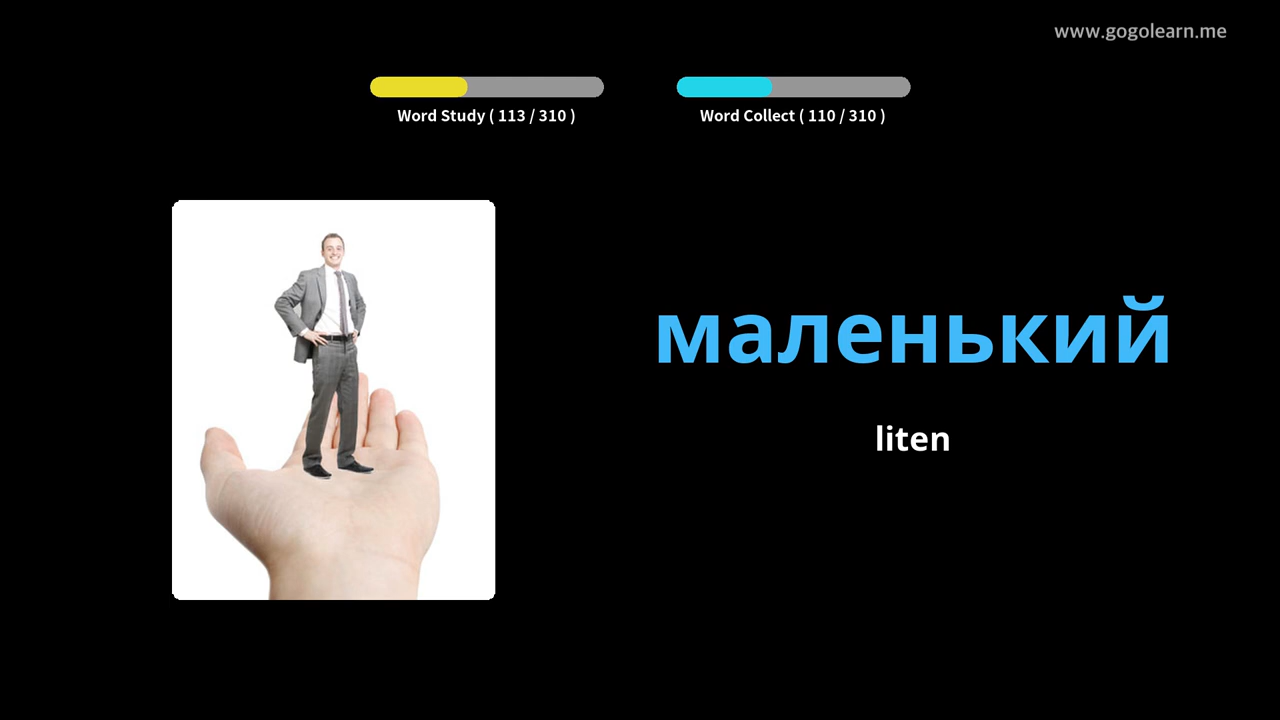 www.gogolearn.me
Word Study ( 113 / 310 )
Word Collect ( 110 / 310 )
маленький
liten